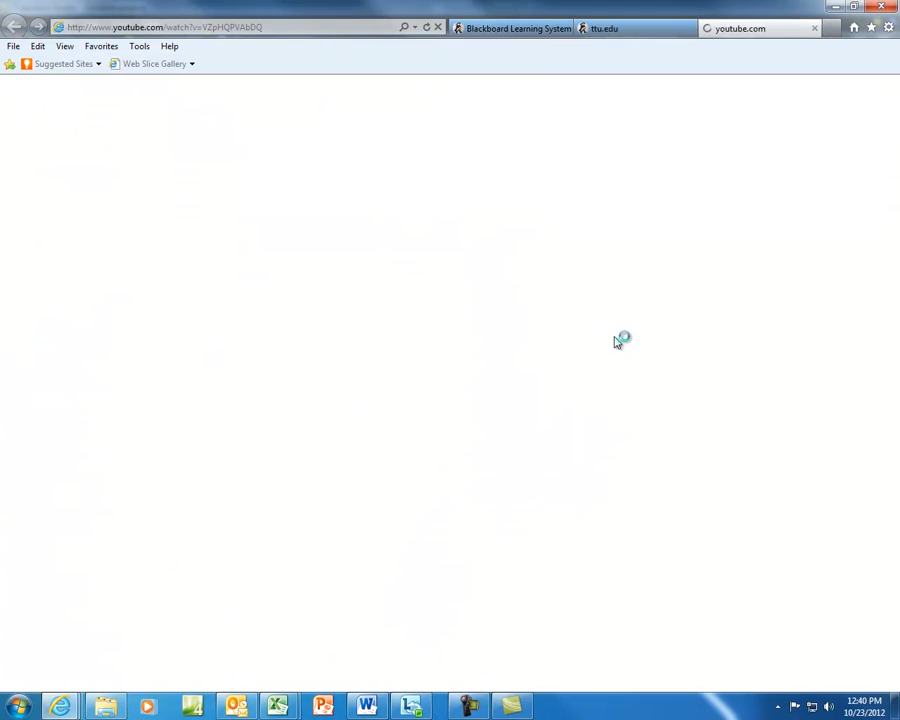 http://www.youtube.com/watch?v=VZpHQPVAbDQ
Blackboard Learning System
ttu.edu
youtube.com
File Edit View Favorites Tools Help
Suggested Sites Web Slice Gallery
12:40 PM
10/23/2012